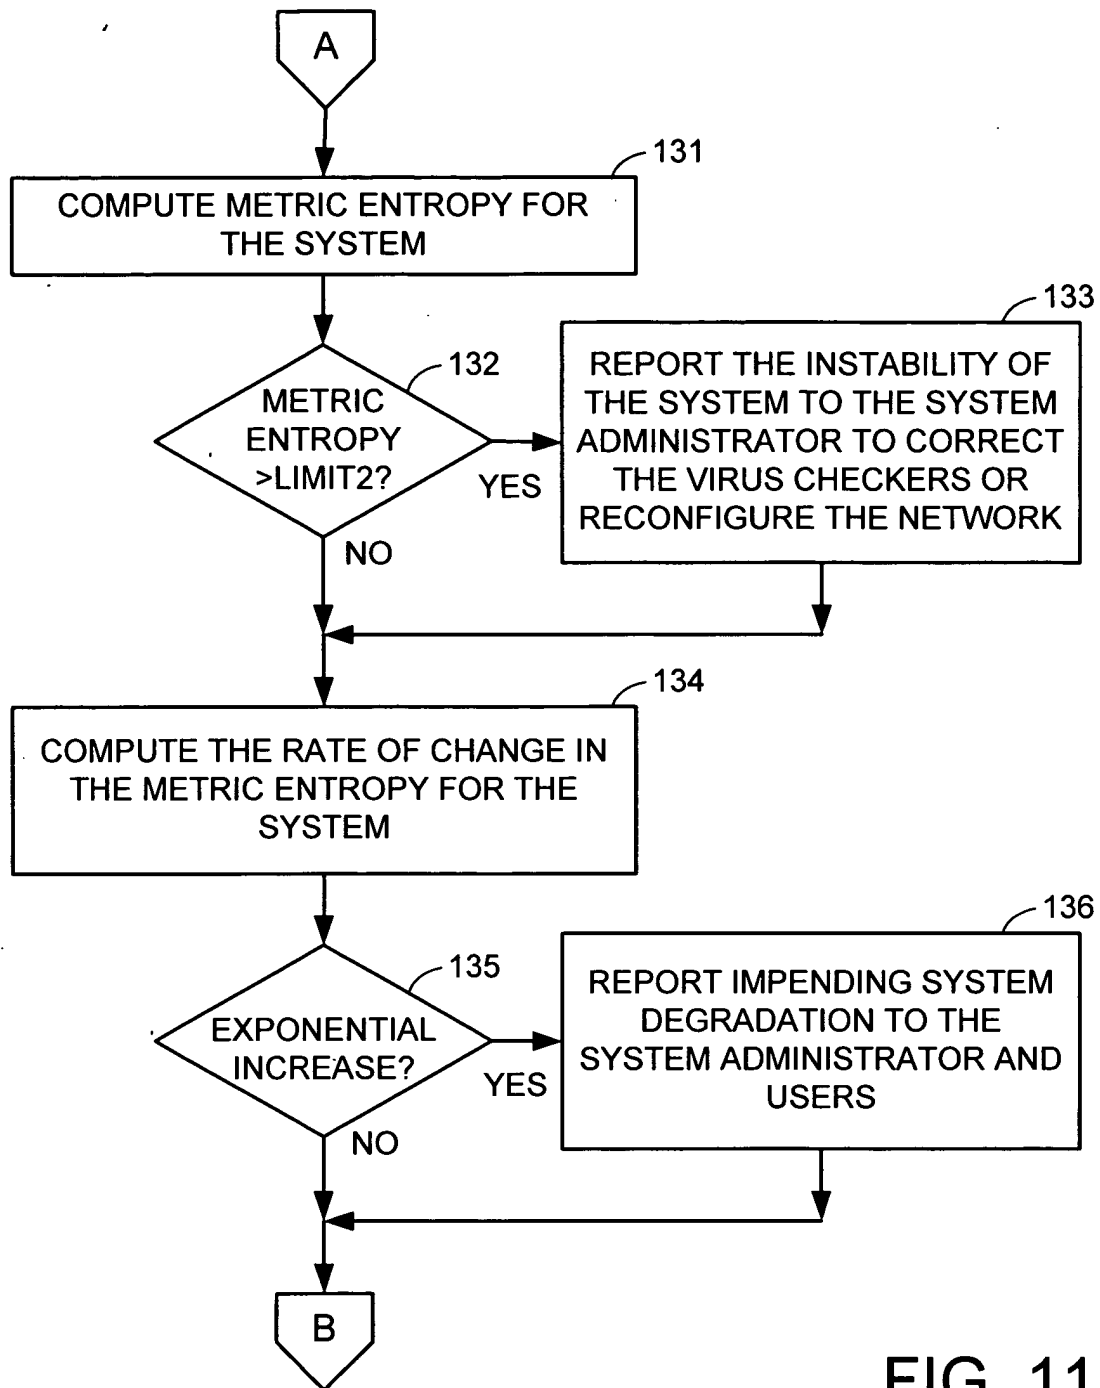 A
131
COMPUTE METRIC ENTROPY FOR
THE SYSTEM
132
METRIC
ENTROPY
>LIMIT2?
YES
NO
133
REPORT THE INSTABILITY OF
THE SYSTEM TO THE SYSTEM
ADMINISTRATOR TO CORRECT
THE VIRUS CHECKERS OR
RECONFIGURE THE NETWORK
134
COMPUTE THE RATE OF CHANGE IN
THE METRIC ENTROPY FOR THE
SYSTEM
135
EXPONENTIAL
INCREASE?
YES
NO
136
REPORT IMPENDING SYSTEM
DEGRADATION TO THE
SYSTEM ADMINISTRATOR AND
USERS
B
FIG. 11